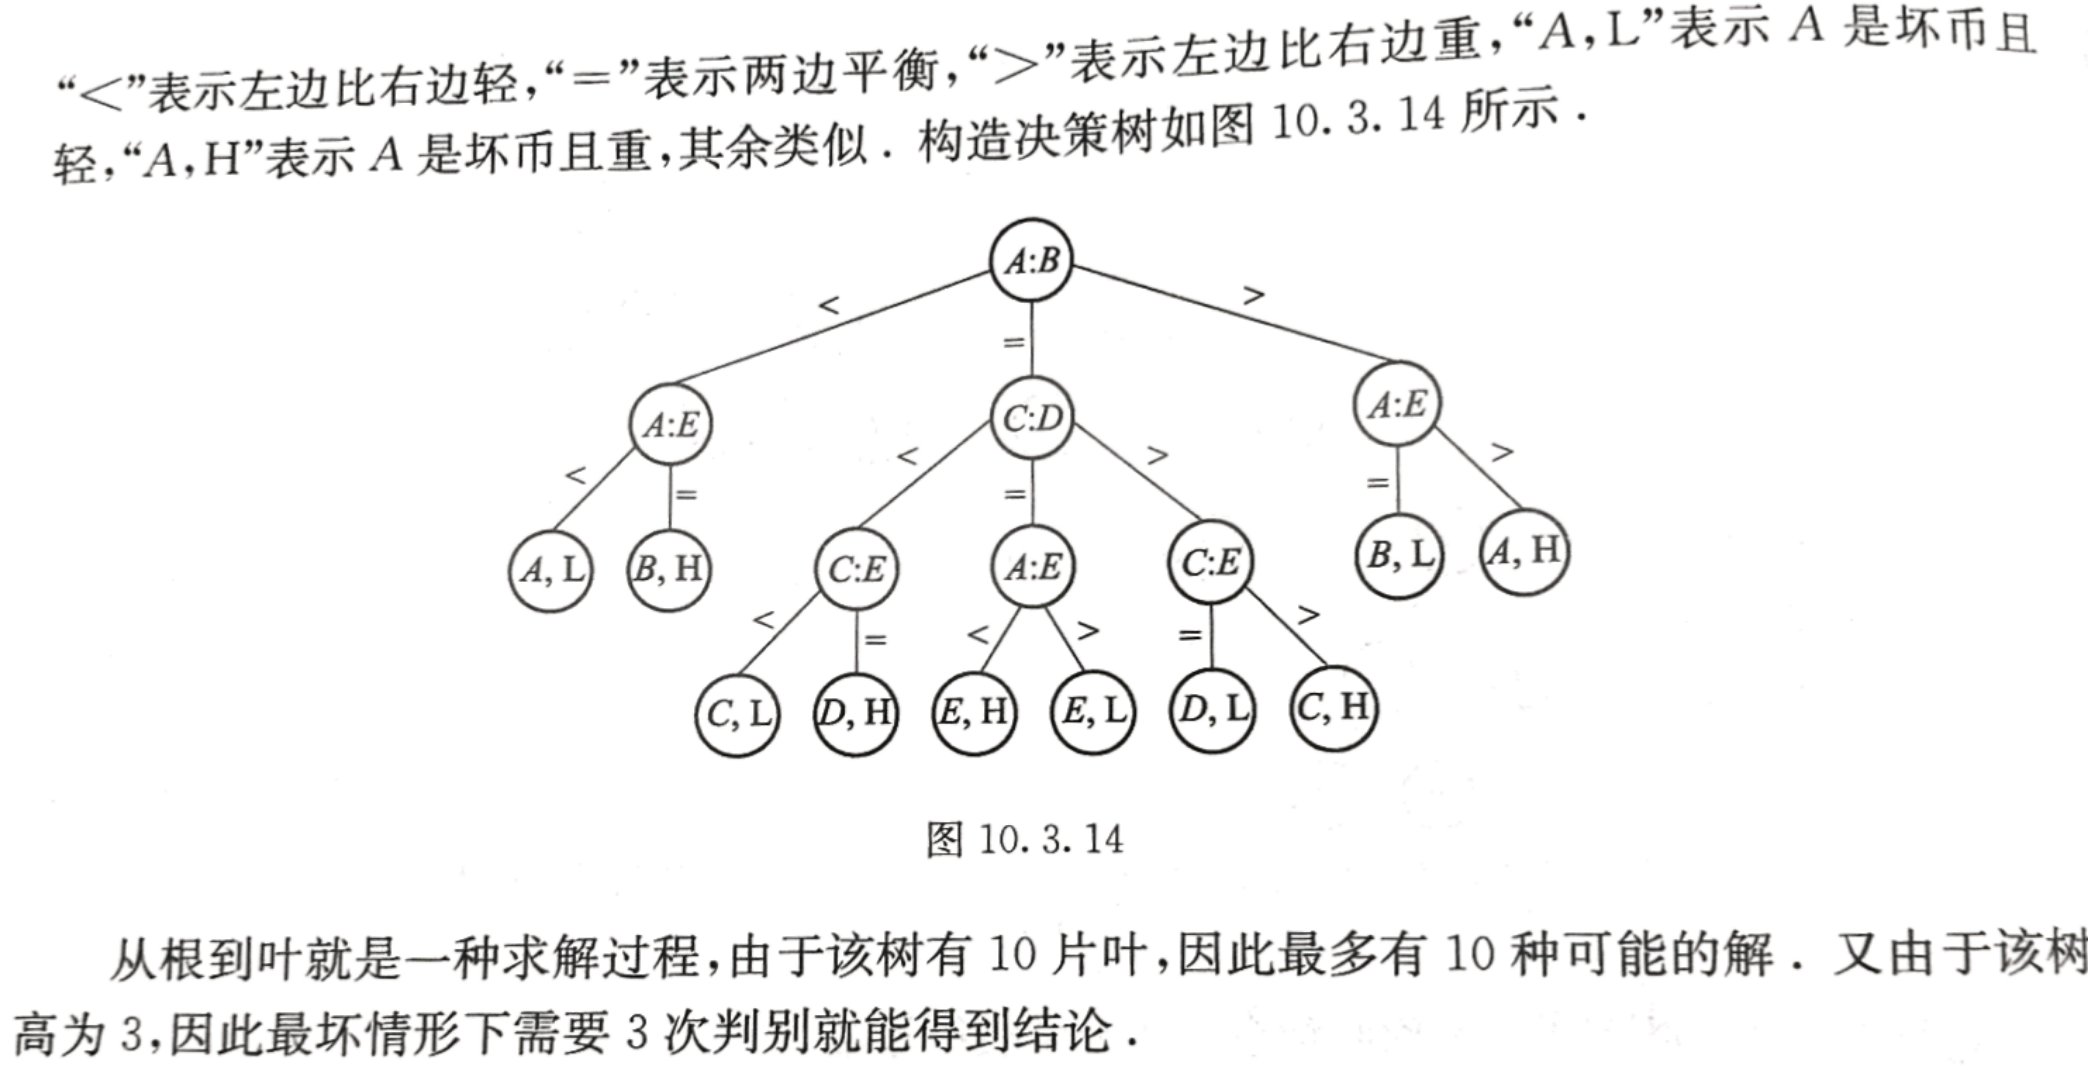 “<”表示左边比右边轻,“=”表示两边平衡,“>”表示左边比右边重,“A,L”表示 A 是坏币且
轻,“A,H”表示 A 是坏币且重,其余类似. 构造决策树如图 10.3.14 所示.
A:B
< = >
A:E C:D A:E
< = < = > = >
A, L B, H C:E A:E C:E B, L A, H
< = < > = >
C, L D, H E, H E, L D, L C, H
图 10.3.14
从根到叶就是一种求解过程,由于该树有 10 片叶,因此最多有 10 种可能的解. 又由于该树
高为 3,因此最坏情形下需要 3 次判别就能得到结论.